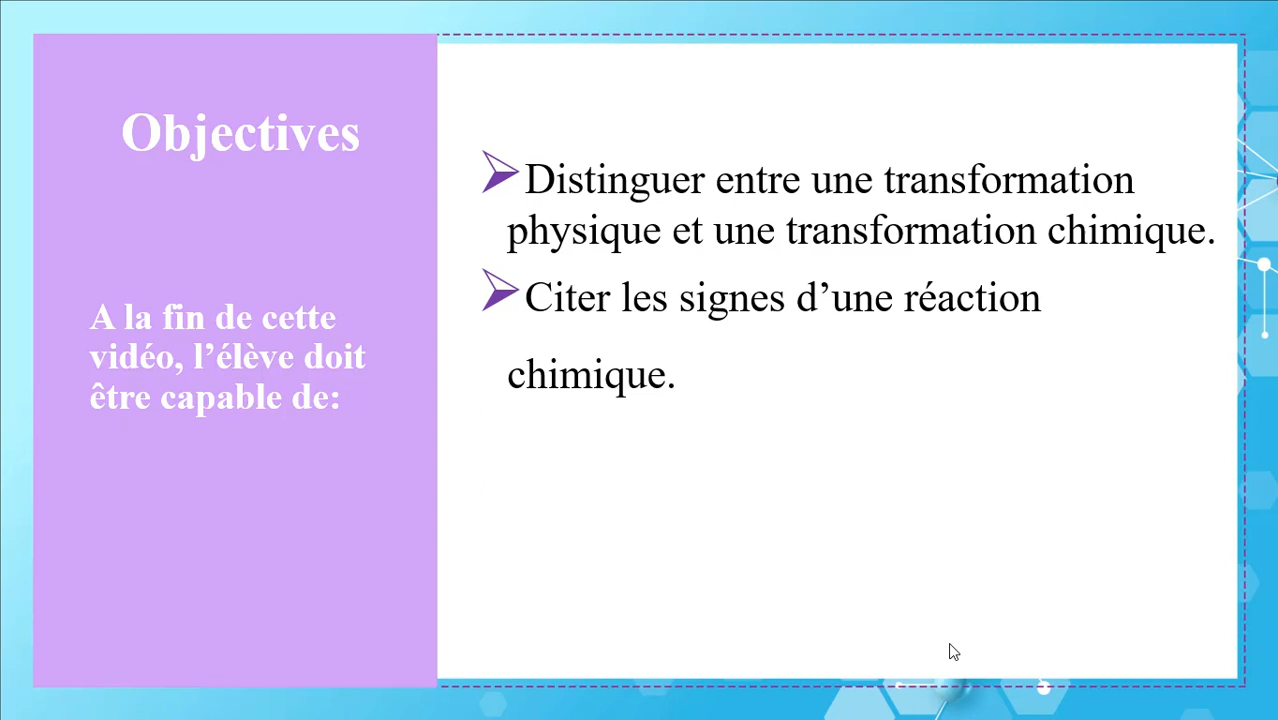 Objectives
A la fin de cette
vidéo, l’élève doit
être capable de:
Distinguer entre une transformation
physique et une transformation chimique.
Citer les signes d’une réaction
chimique.